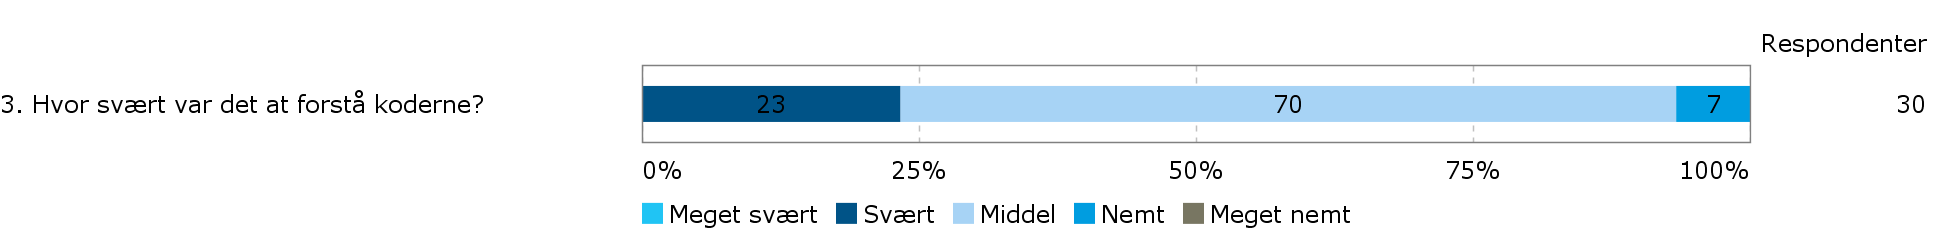 Respondenter
3. Hvor svært var det at forstå koderne? 23 70 7 30
0% 25% 50% 75% 100%
Meget svært Svært Middel Nemt Meget nemt